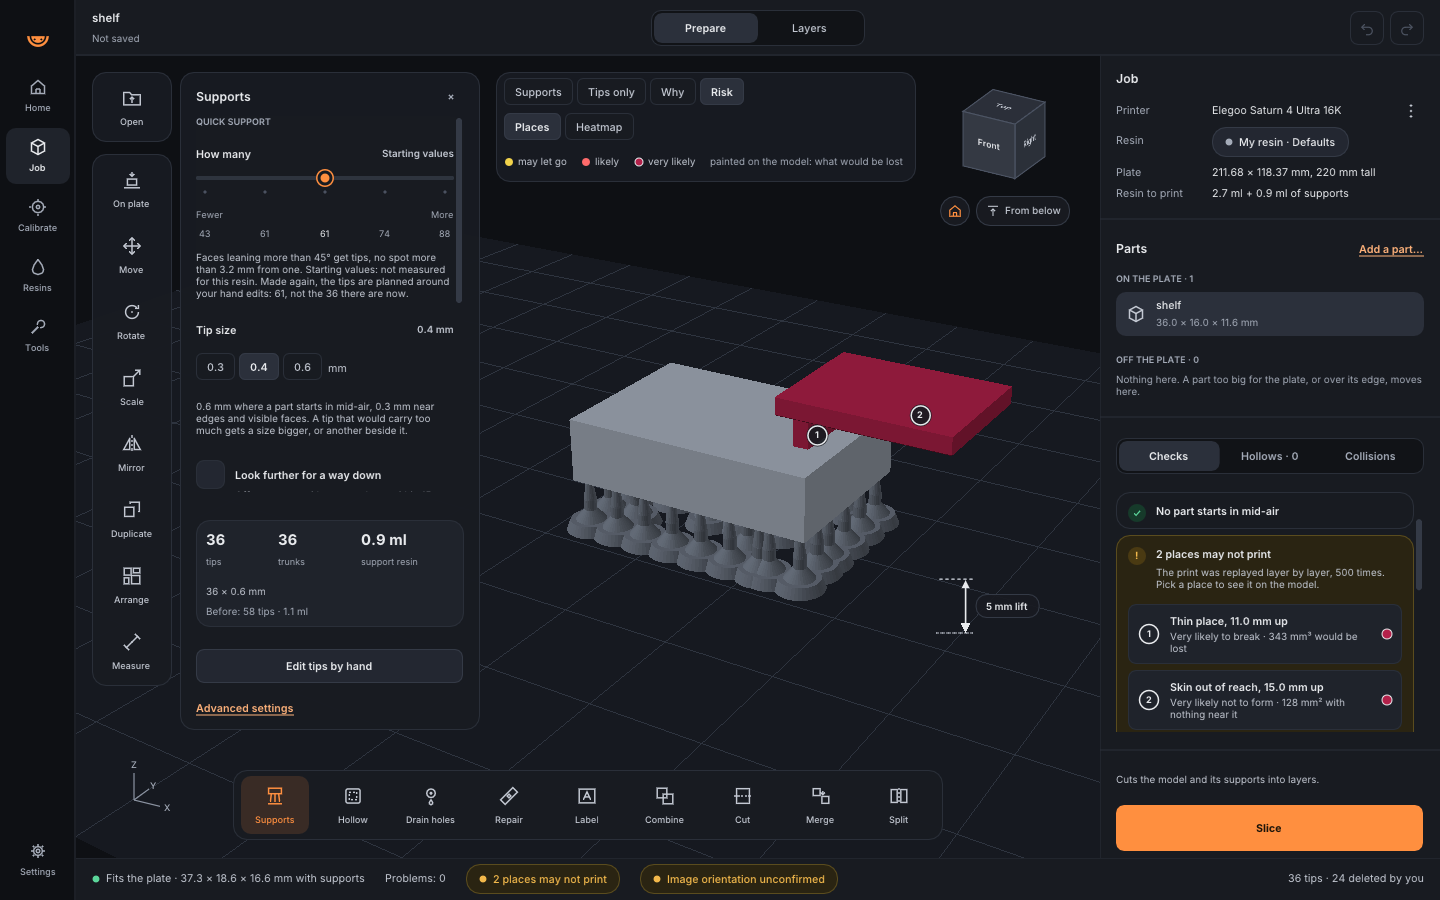 shelf
Not saved
Prepare
Layers
Home
Job
Calibrate
Resins
Tools
Settings
Open
On plate
Move
Rotate
Scale
Mirror
Duplicate
Arrange
Measure
Supports
×
QUICK SUPPORT
How many
Starting values
Fewer
More
43 61 61 74 88
Faces leaning more than 45° get tips, no spot more
than 3.2 mm from one. Starting values: not measured
for this resin. Made again, the tips are planned around
your hand edits: 61, not the 36 there are now.
Tip size
0.4 mm
0.3 0.4 0.6 mm
0.6 mm where a part starts in mid-air, 0.3 mm near
edges and visible faces. A tip that would carry too
much gets a size bigger, or another beside it.
Look further for a way down
36 36 0.9 ml
tips trunks support resin
36 × 0.6 mm
Before: 58 tips · 1.1 ml
Edit tips by hand
Advanced settings
Supports Tips only Why Risk
Places Heatmap
may let go likely very likely painted on the model: what would be lost
Top
Front
Right
From below
1
2
5 mm lift
Z
Y
X
Supports
Hollow
Drain holes
Repair
Label
Combine
Cut
Merge
Split
Job
Printer Elegoo Saturn 4 Ultra 16K
Resin My resin · Defaults
Plate 211.68 × 118.37 mm, 220 mm tall
Resin to print 2.7 ml + 0.9 ml of supports
Parts
Add a part...
ON THE PLATE · 1
shelf
36.0 × 16.0 × 11.6 mm
OFF THE PLATE · 0
Nothing here. A part too big for the plate, or over its edge, moves
here.
Checks
Hollows · 0
Collisions
No part starts in mid-air
! 2 places may not print
The print was replayed layer by layer, 500 times.
Pick a place to see it on the model.
1 Thin place, 11.0 mm up
Very likely to break · 343 mm³ would be
lost
2 Skin out of reach, 15.0 mm up
Very likely not to form · 128 mm² with
nothing near it
Cuts the model and its supports into layers.
Slice
Fits the plate · 37.3 × 18.6 × 16.6 mm with supports
Problems: 0
2 places may not print
Image orientation unconfirmed
36 tips · 24 deleted by you